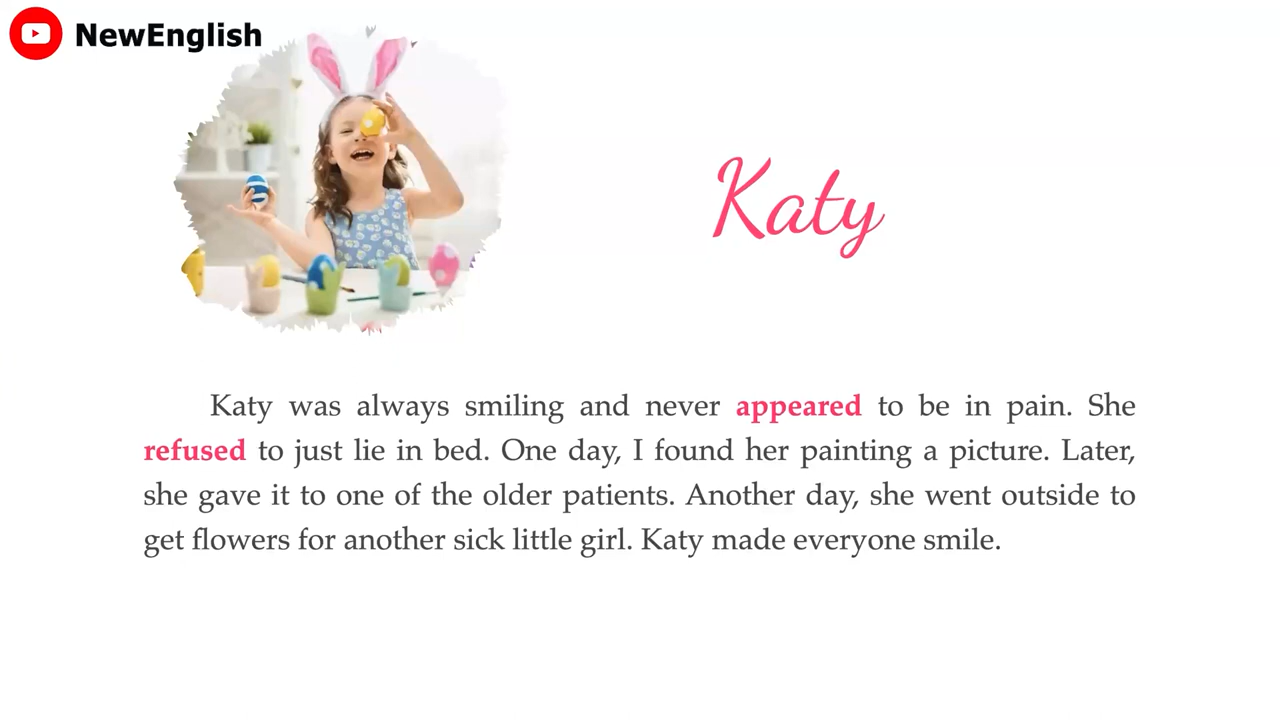 NewEnglish
Katy
Katy was always smiling and never appeared to be in pain. She
refused to just lie in bed. One day, I found her painting a picture. Later,
she gave it to one of the older patients. Another day, she went outside to
get flowers for another sick little girl. Katy made everyone smile.